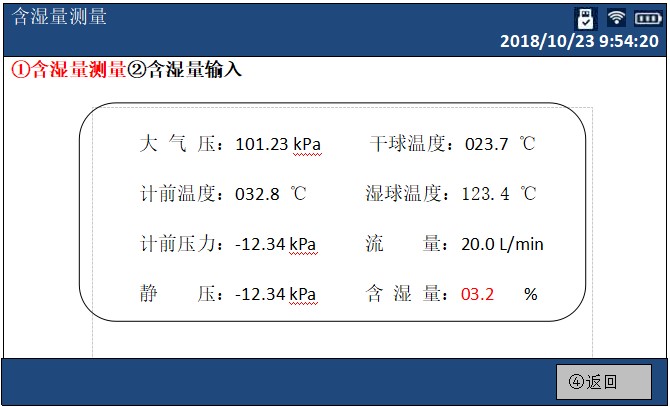 含湿量测量
2018/10/23 9:54:20
①含湿量测量②含湿量输入
大 气 压：101.23 kPa 干球温度：023.7 ℃
计前温度：032.8 ℃ 湿球温度：123.4 ℃
计前压力：-12.34 kPa 流 量：20.0 L/min
静 压：-12.34 kPa 含 湿 量：03.2 %
④返回